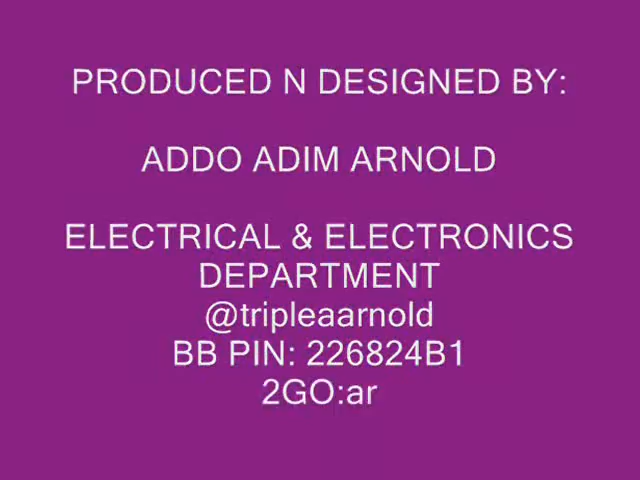 PRODUCED N DESIGNED BY:
ADDO ADIM ARNOLD
ELECTRICAL & ELECTRONICS
DEPARTMENT
@tripleaarnold
BB PIN: 226824B1
2GO:ar